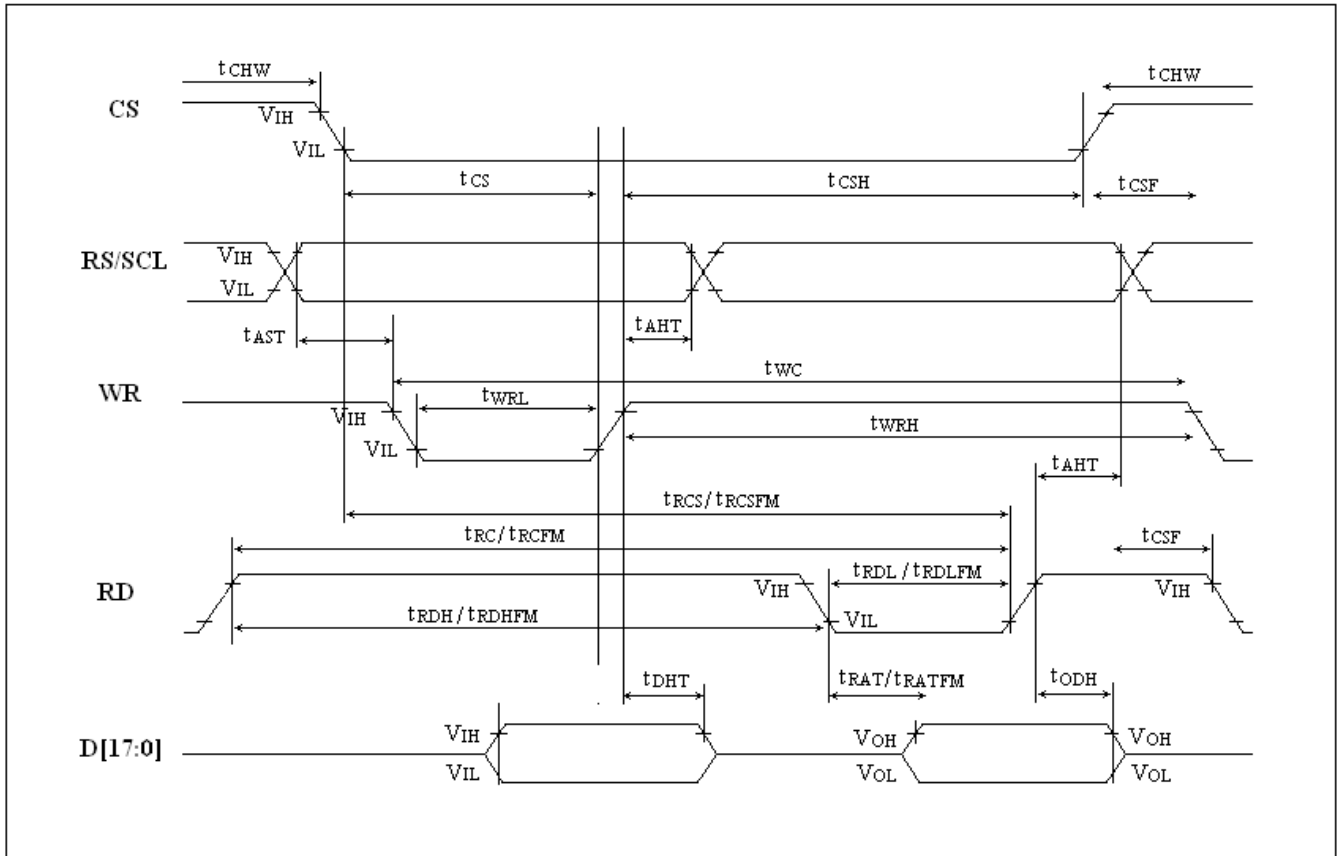 tCHW
tCHW
CS
VIH
VIL
tCS
tCSH
tCSF
RS/SCL
VIH
VIL
tAST
tAHT
WR
tWC
VIH
tWRL
VIL
tWRH
tAHT
tRCS/tRCSFM
tRC/tRCFM
tCSF
RD
VIH
tRDL/tRDLFM
VIH
tRDH/tRDHFM
VIL
tDHT
tRAT/tRATFM
tODH
D[17:0]
VIH
VOH
VOH
VIL
VOL
VOL